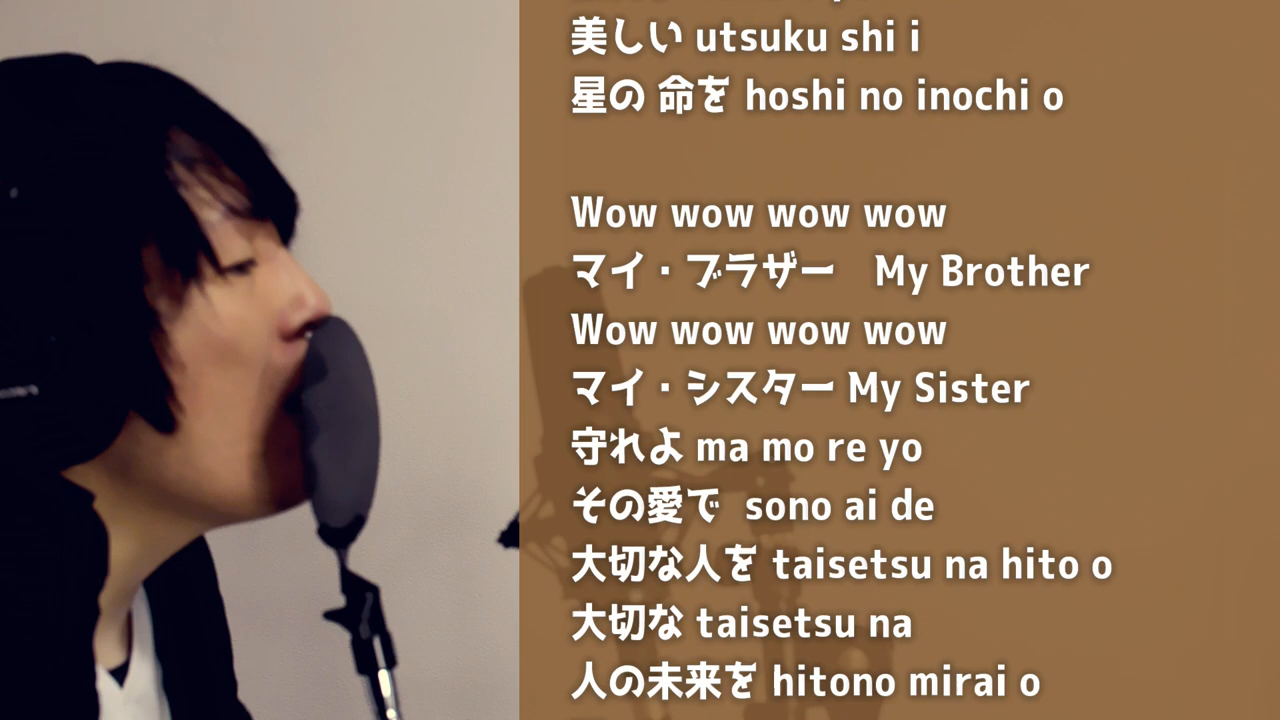 美しい utsuku shi i
星の 命を hoshi no inochi o
Wow wow wow wow
マイ・ブラザー　My Brother
Wow wow wow wow
マイ・シスター My Sister
守れよ ma mo re yo
その愛で sono ai de
大切な人を taisetsu na hito o
大切な taisetsu na
人の未来を hitono mirai o